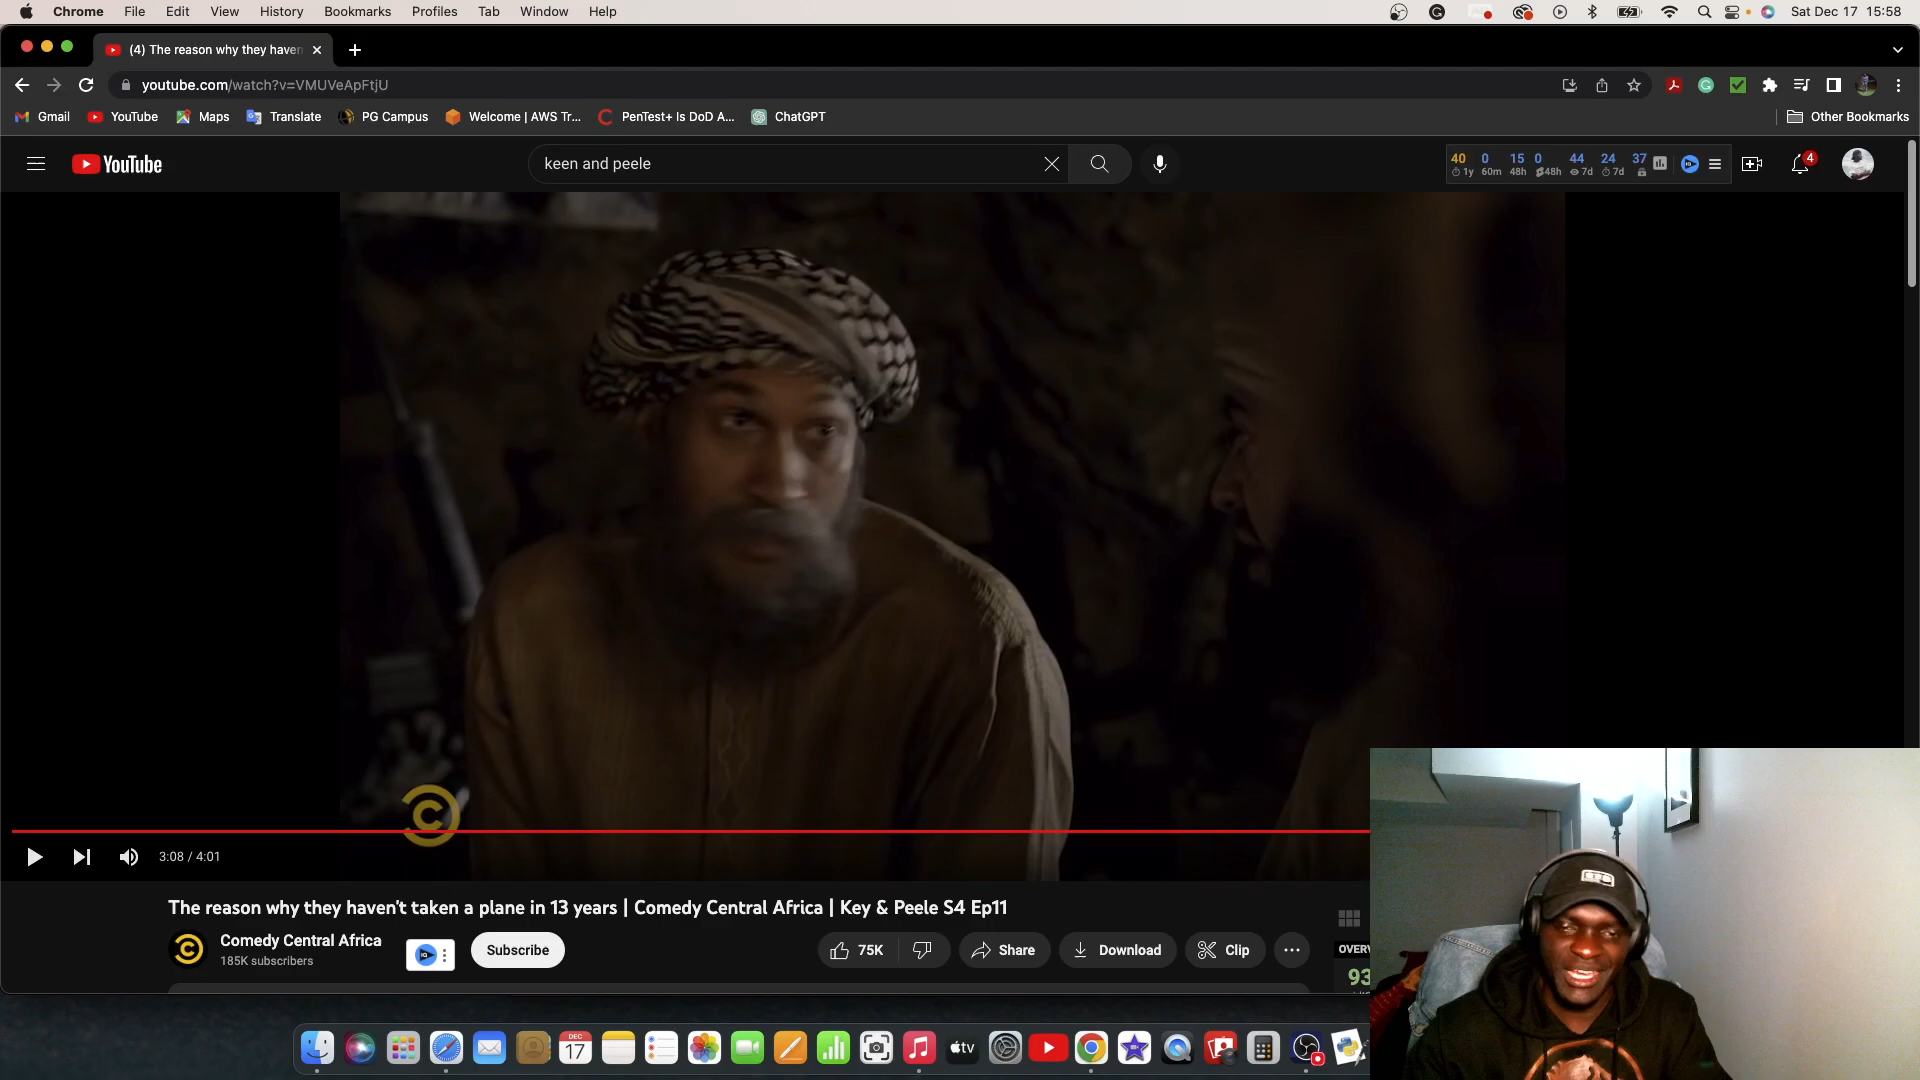 Chrome File Edit View History Bookmarks Profiles Tab Window Help Sat Dec 17 15:58
(4) The reason why they haven
youtube.com/watch?v=VMUVeApFtjU
Gmail YouTube Maps Translate PG Campus Welcome | AWS Tr... PenTest+ Is DoD A... ChatGPT Other Bookmarks
YouTube keen and peele 40 0 15 0 44 24 37 4
1y 60m 48h 48h 7d 7d
3:08 / 4:01
The reason why they haven't taken a plane in 13 years | Comedy Central Africa | Key & Peele S4 Ep11
Comedy Central Africa
185K subscribers
Subscribe 75K Share Download Clip
OVERV
93
DEC
17
tv